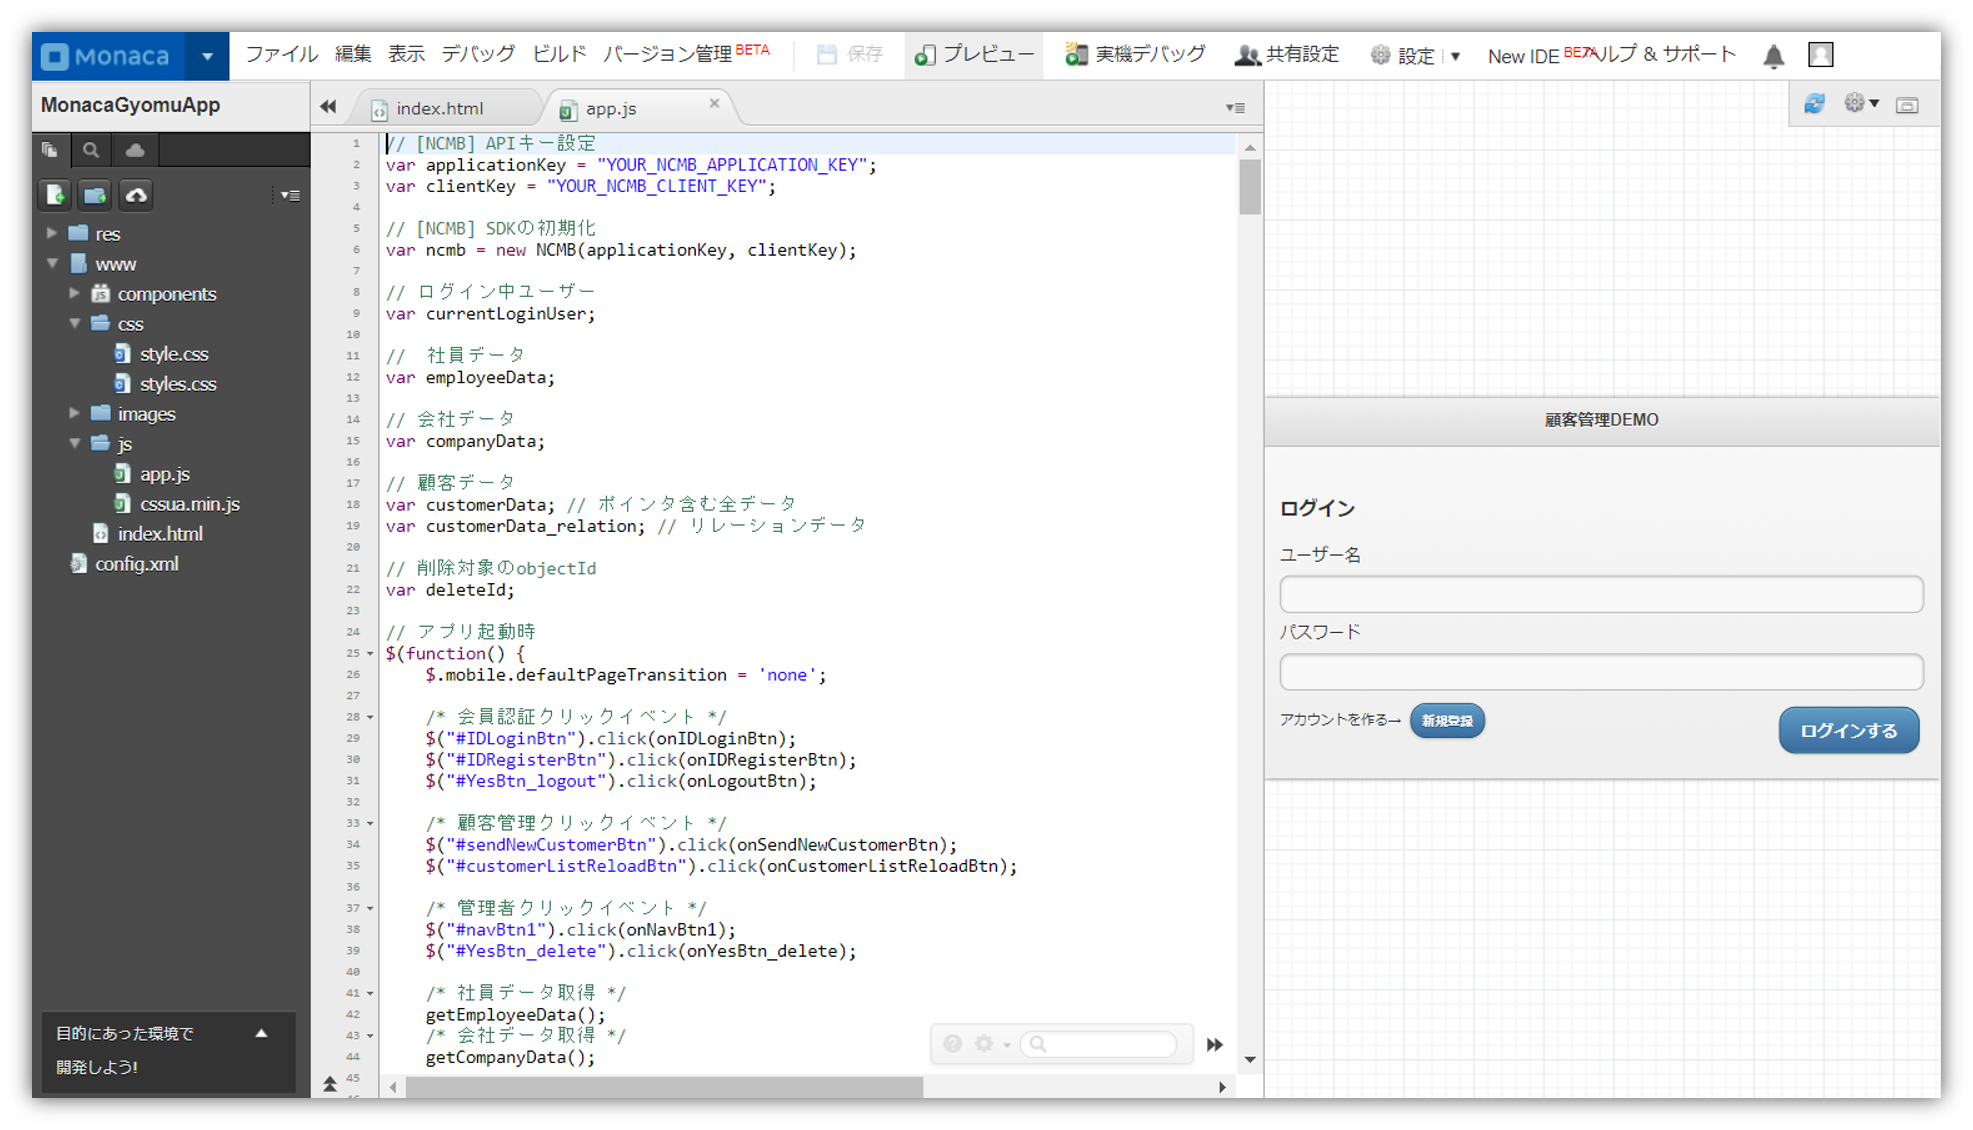 Monaca ファイル 編集 表示 デバッグ ビルド バージョン管理 BETA 保存 プレビュー 実機デバッグ 共有設定 設定 New IDE BETA ヘルプ & サポート
MonacaGyomuApp
index.html app.js
res
www
components
css
style.css
styles.css
images
js
app.js
cssua.min.js
index.html
config.xml
目的にあった環境で
開発しよう!
1 // [NCMB] APIキー設定
2 var applicationKey = "YOUR_NCMB_APPLICATION_KEY";
3 var clientKey = "YOUR_NCMB_CLIENT_KEY";
4
5 // [NCMB] SDKの初期化
6 var ncmb = new NCMB(applicationKey, clientKey);
7
8 // ログイン中ユーザー
9 var currentLoginUser;
10
11 // 社員データ
12 var employeeData;
13
14 // 会社データ
15 var companyData;
16
17 // 顧客データ
18 var customerData; // ポインタ含む全データ
19 var customerData_relation; // リレーションデータ
20
21 // 削除対象のobjectId
22 var deleteId;
23
24 // アプリ起動時
25 $(function() {
26 $.mobile.defaultPageTransition = 'none';
27
28 /* 会員認証クリックイベント */
29 $("#IDLoginBtn").click(onIDLoginBtn);
30 $("#IDRegisterBtn").click(onIDRegisterBtn);
31 $("#YesBtn_logout").click(onLogoutBtn);
32
33 /* 顧客管理クリックイベント */
34 $("#sendNewCustomerBtn").click(onSendNewCustomerBtn);
35 $("#customerListReloadBtn").click(onCustomerListReloadBtn);
36
37 /* 管理者クリックイベント */
38 $("#navBtn1").click(onNavBtn1);
39 $("#YesBtn_delete").click(onYesBtn_delete);
40
41 /* 社員データ取得 */
42 getEmployeeData();
43 /* 会社データ取得 */
44 getCompanyData();
45
顧客管理DEMO
ログイン
ユーザー名
パスワード
アカウントを作る→ 新規登録 ログインする